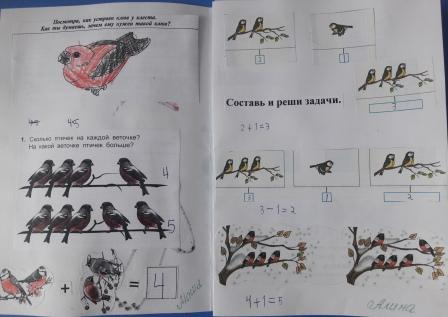 Посмотри, как устроен клюв у клеста.
Как ты думаешь, зачем ему нужен такой клюв?
45
1. Сколько птичек на каждой веточке?
На какой веточке птичек больше?
4
5
+ = 4
2 1
3
Составь и реши задачи.
2+1=3
3 1 2
3-1=2
4+1=5
Алина